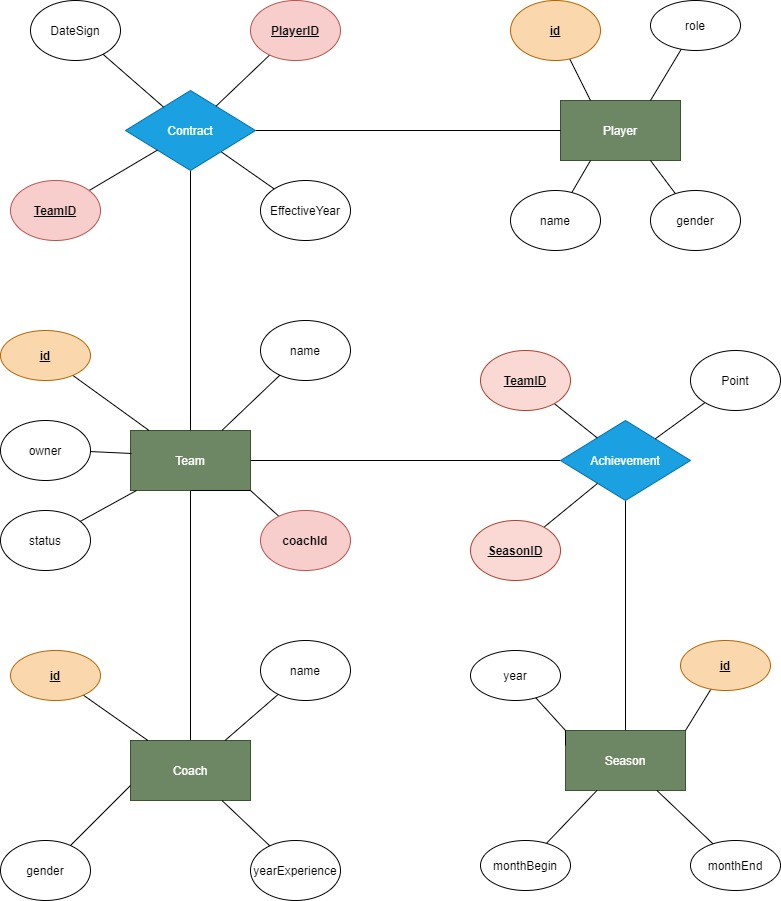 DateSign
PlayerID
id
role
Contract
Player
TeamID
EffectiveYear
name
gender
id
name
TeamID
Point
owner
Team
Achievement
status
coachId
SeasonID
id
name
year
id
Coach
Season
gender
yearExperience
monthBegin
monthEnd